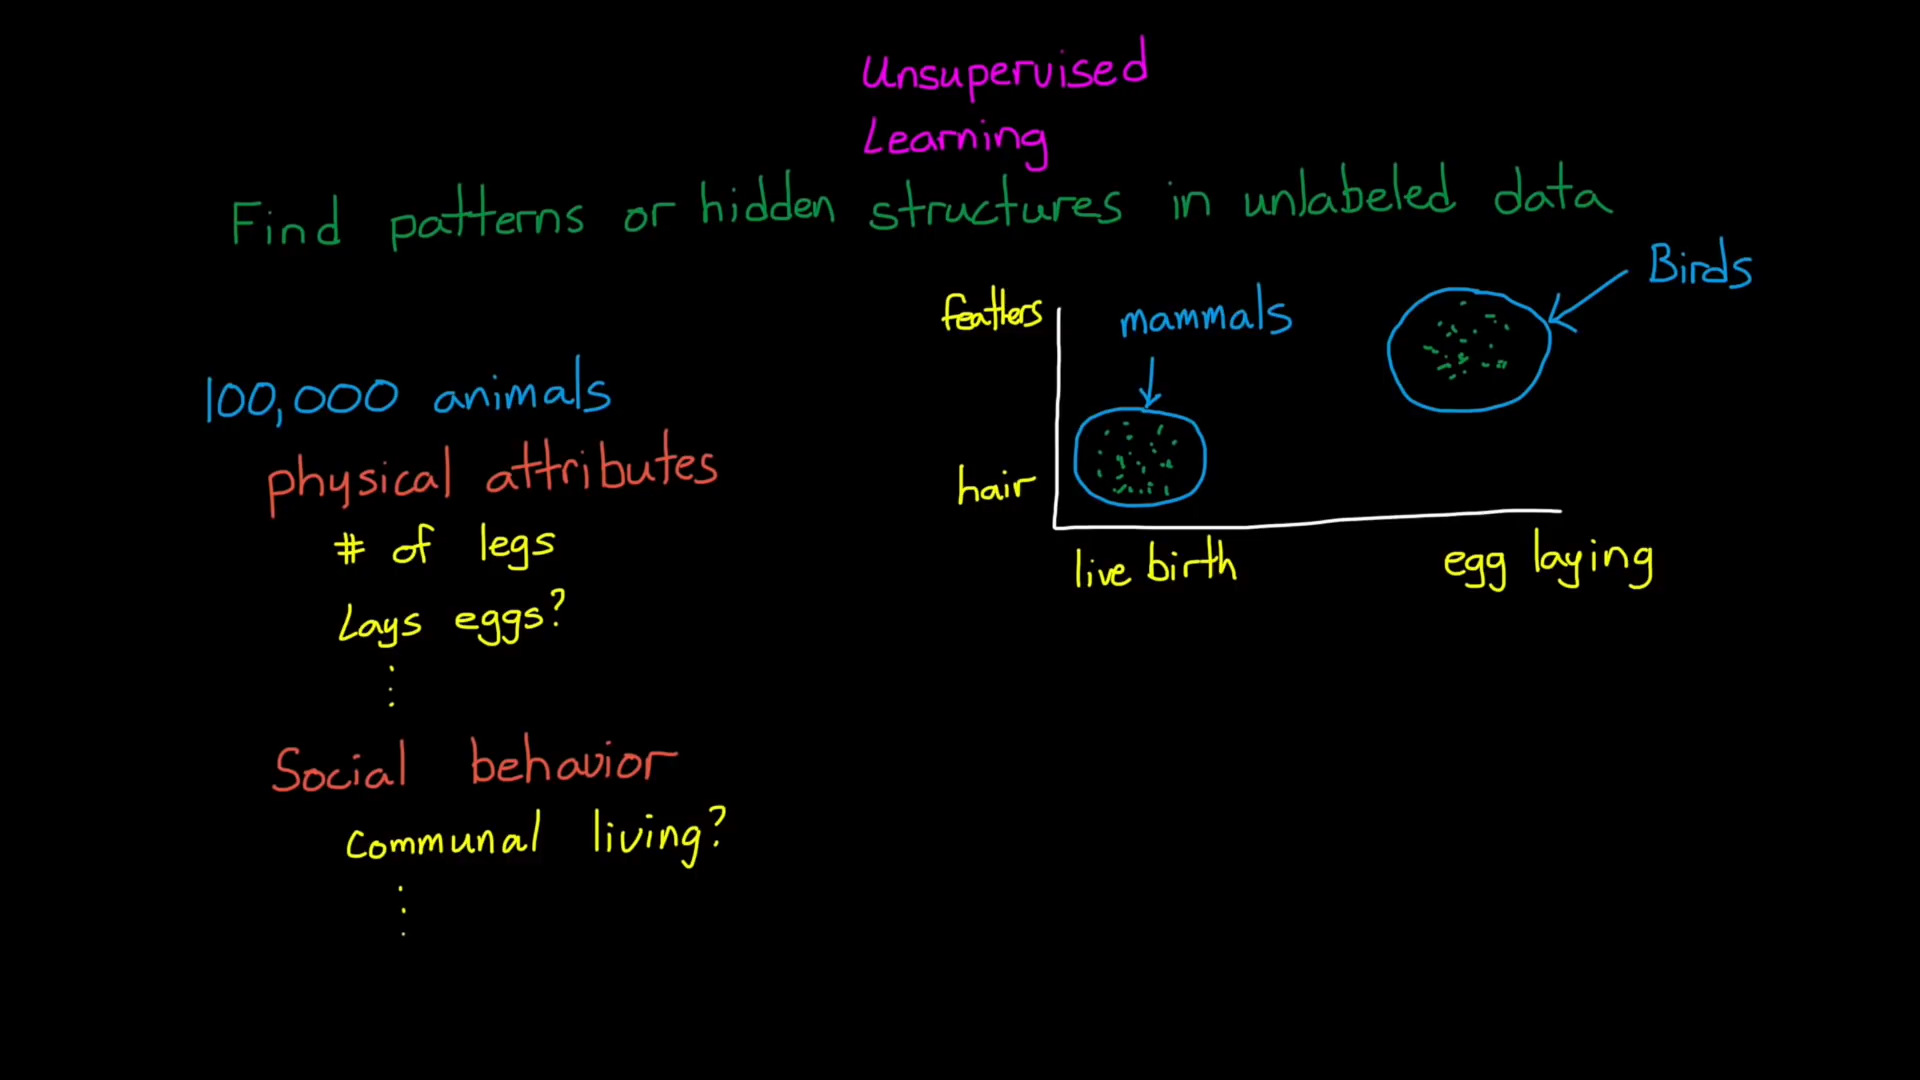 Unsupervised
Learning
Find patterns or hidden structures in unlabeled data
100,000 animals
physical attributes
# of legs
Lays eggs?
Social behavior
communal living?
Birds
mammals
feathers
hair
live birth
egg laying